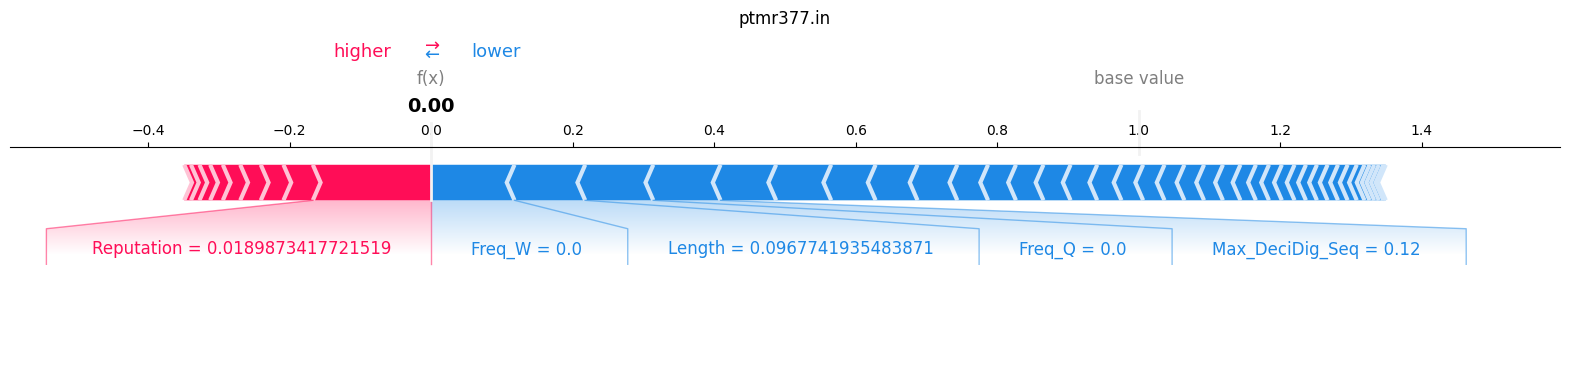 ptmr377.in
higher ⇄ lower
f(x) base value
0.00
−0.4 −0.2 0.0 0.2 0.4 0.6 0.8 1.0 1.2 1.4
Reputation = 0.0189873417721519 Freq_W = 0.0 Length = 0.0967741935483871 Freq_Q = 0.0 Max_DeciDig_Seq = 0.12